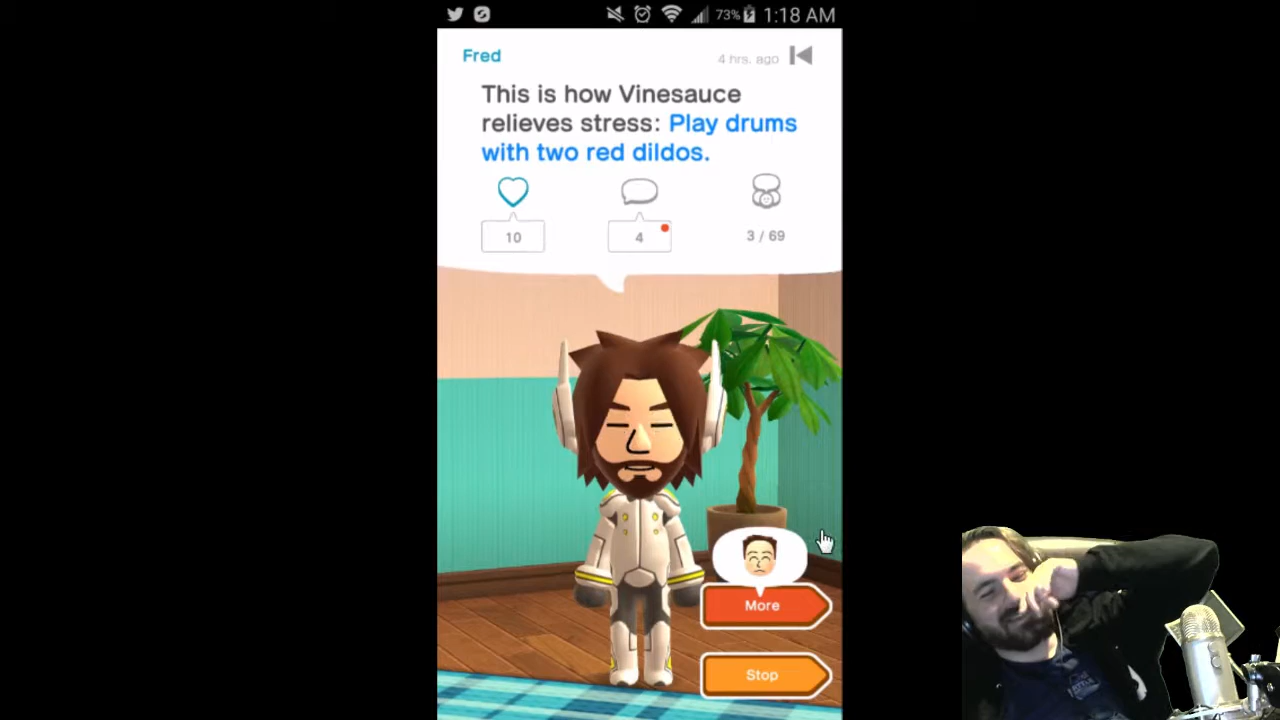 73% 1:18 AM
Fred 4 hrs. ago
This is how Vinesauce
relieves stress: Play drums
with two red dildos.
10 4 3 / 69
More
Stop